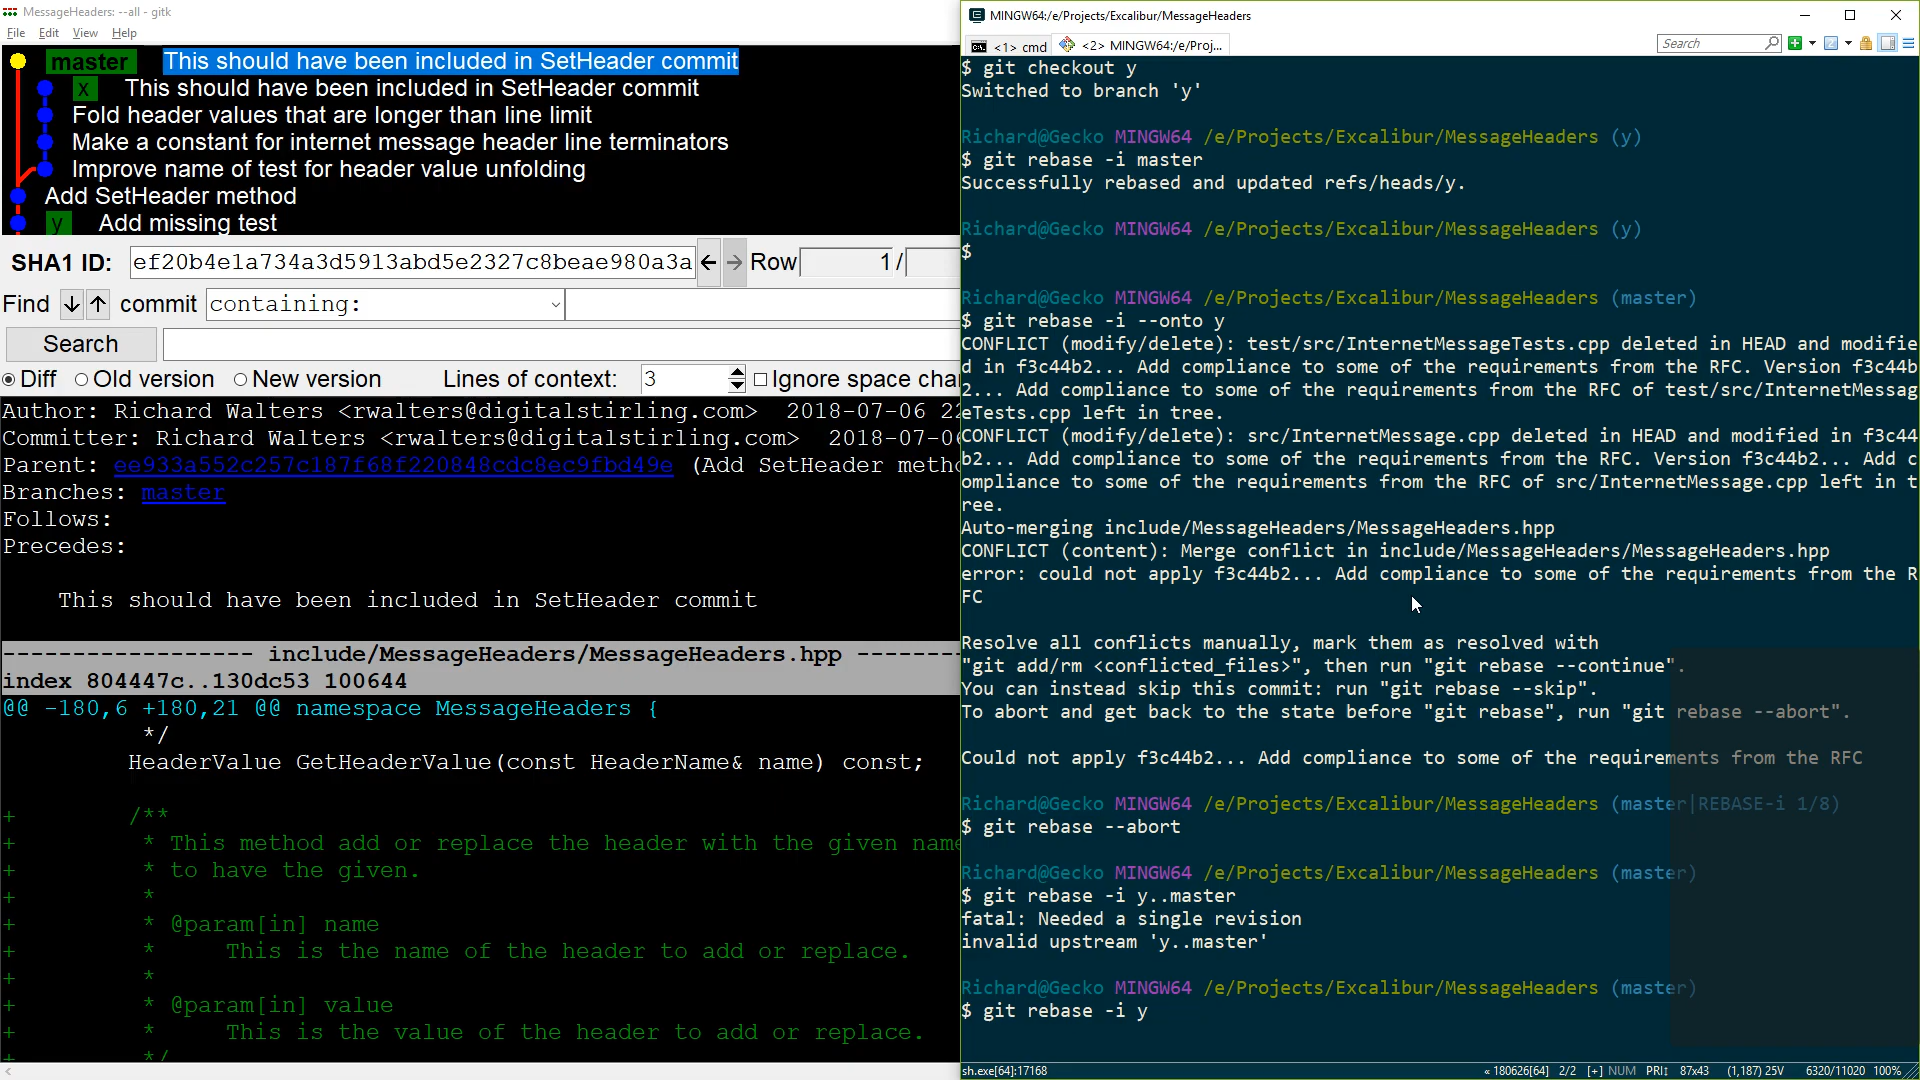 MessageHeaders: --all - gitk
File Edit View Help
master This should have been included in SetHeader commit
x This should have been included in SetHeader commit
Fold header values that are longer than line limit
Make a constant for internet message header line terminators
Improve name of test for header value unfolding
Add SetHeader method
y Add missing test
SHA1 ID: ef20b4e1a734a3d5913abd5e2327c8beae980a3a Row 1 /
Find commit containing:
Search
Diff Old version New version Lines of context: 3 Ignore space cha
Author: Richard Walters <rwalters@digitalstirling.com> 2018-07-06 22
Committer: Richard Walters <rwalters@digitalstirling.com> 2018-07-06
Parent: ee933a552c257c187f68f220848cdc8ec9fbd49e (Add SetHeader metho
Branches: master
Follows:
Precedes:
This should have been included in SetHeader commit
------------------ include/MessageHeaders/MessageHeaders.hpp -------
index 804447c..130dc53 100644
@@ -180,6 +180,21 @@ namespace MessageHeaders {
*/
HeaderValue GetHeaderValue(const HeaderName& name) const;
+ /**
+ * This method add or replace the header with the given name
+ * to have the given.
+ *
+ * @param[in] name
+ * This is the name of the header to add or replace.
+ *
+ * @param[in] value
+ * This is the value of the header to add or replace.
+ */
MINGW64:/e/Projects/Excalibur/MessageHeaders
<1> cmd <2> MINGW64:/e/Proj... Search
$ git checkout y
Switched to branch 'y'
Richard@Gecko MINGW64 /e/Projects/Excalibur/MessageHeaders (y)
$ git rebase -i master
Successfully rebased and updated refs/heads/y.
Richard@Gecko MINGW64 /e/Projects/Excalibur/MessageHeaders (y)
$
Richard@Gecko MINGW64 /e/Projects/Excalibur/MessageHeaders (master)
$ git rebase -i --onto y
CONFLICT (modify/delete): test/src/InternetMessageTests.cpp deleted in HEAD and modifie
d in f3c44b2... Add compliance to some of the requirements from the RFC. Version f3c44b
2... Add compliance to some of the requirements from the RFC of test/src/InternetMessag
eTests.cpp left in tree.
CONFLICT (modify/delete): src/InternetMessage.cpp deleted in HEAD and modified in f3c44
b2... Add compliance to some of the requirements from the RFC. Version f3c44b2... Add c
ompliance to some of the requirements from the RFC of src/InternetMessage.cpp left in t
ree.
Auto-merging include/MessageHeaders/MessageHeaders.hpp
CONFLICT (content): Merge conflict in include/MessageHeaders/MessageHeaders.hpp
error: could not apply f3c44b2... Add compliance to some of the requirements from the R
FC
Resolve all conflicts manually, mark them as resolved with
"git add/rm <conflicted_files>", then run "git rebase --continue".
You can instead skip this commit: run "git rebase --skip".
To abort and get back to the state before "git rebase", run "git rebase --abort".
Could not apply f3c44b2... Add compliance to some of the requirements from the RFC
Richard@Gecko MINGW64 /e/Projects/Excalibur/MessageHeaders (master|REBASE-i 1/8)
$ git rebase --abort
Richard@Gecko MINGW64 /e/Projects/Excalibur/MessageHeaders (master)
$ git rebase -i y..master
fatal: Needed a single revision
invalid upstream 'y..master'
Richard@Gecko MINGW64 /e/Projects/Excalibur/MessageHeaders (master)
$ git rebase -i y
sh.exe[64]:17168 « 180626[64] 2/2 [+] NUM PRI↕ 87x43 (1,187) 25V 6320/11020 100%